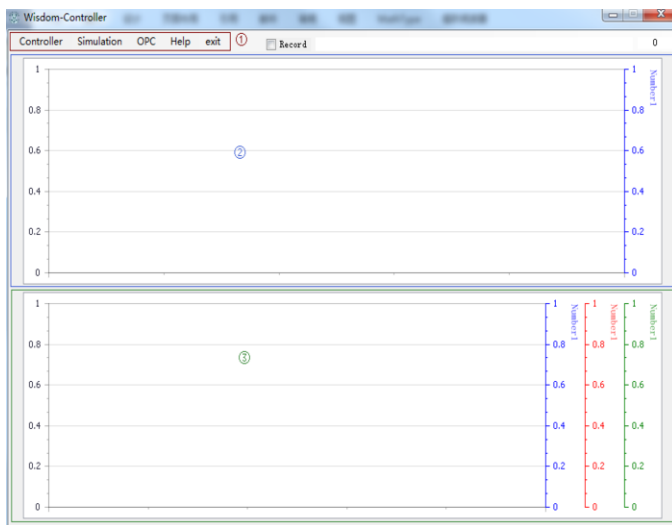 Wisdom-Controller
Controller Simulation OPC Help exit ① Record 0
1 1 Number1
0.8 0.8
② 
0.6 0.6
0.4 0.4
0.2 0.2
0 0
1 1 Number1 1 Number1 1 Number1
③
0.8 0.8 0.8 0.8
0.6 0.6 0.6 0.6
0.4 0.4 0.4 0.4
0.2 0.2 0.2 0.2
0 0 0 0